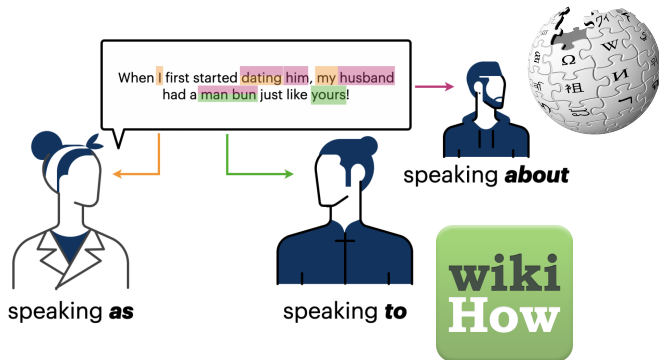 When I first started dating him, my husband
had a man bun just like yours!
speaking about
speaking as
speaking to
wiki
How
Ω
W
И
祖